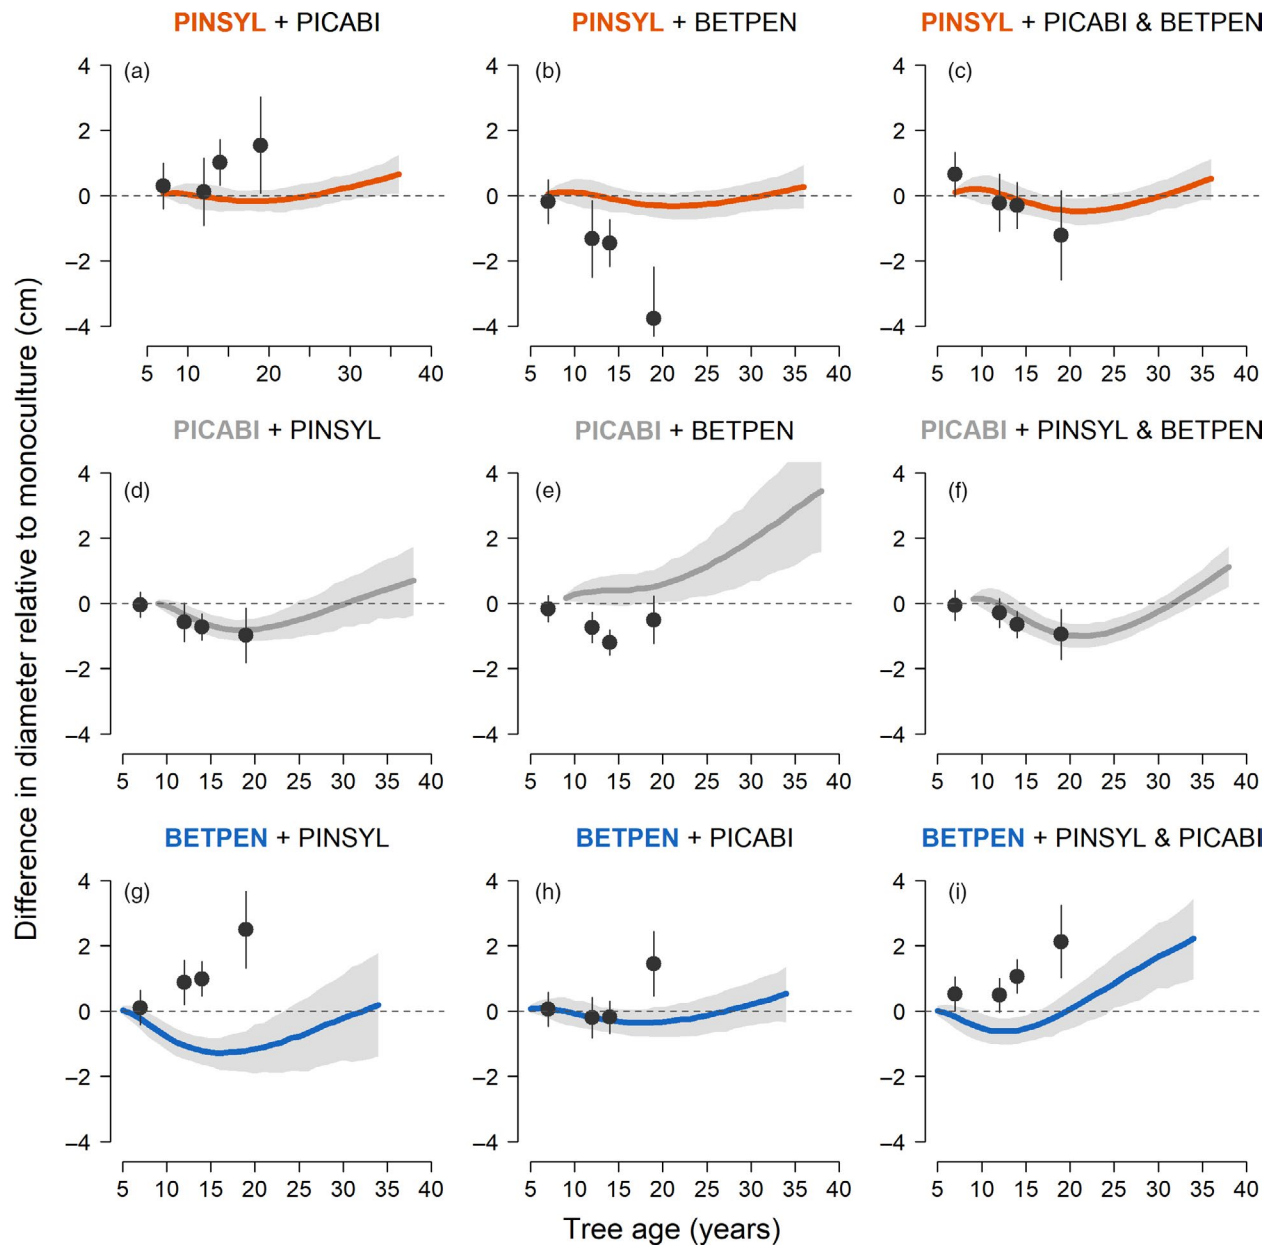 PINSYL + PICABI
PINSYL + BETPEN
PINSYL + PICABI & BETPEN
Difference in diameter relative to monoculture (cm)
(a)
4
2
0
−2
−4
5 10 20 30 40
(b)
4
2
0
−2
−4
5 10 15 20 25 30 35 40
(c)
4
2
0
−2
−4
5 10 15 20 25 30 35 40
PICABI + PINSYL
PICABI + BETPEN
PICABI + PINSYL & BETPEN
(d)
4
2
0
−2
−4
5 10 15 20 25 30 35 40
(e)
4
2
0
−2
−4
5 10 15 20 25 30 35 40
(f)
4
2
0
−2
−4
5 10 15 20 25 30 35 40
BETPEN + PINSYL
BETPEN + PICABI
BETPEN + PINSYL & PICABI
(g)
4
2
0
−2
−4
5 10 15 20 25 30 35 40
(h)
4
2
0
−2
−4
5 10 15 20 25 30 35 40
(i)
4
2
0
−2
−4
5 10 15 20 25 30 35 40
Tree age (years)